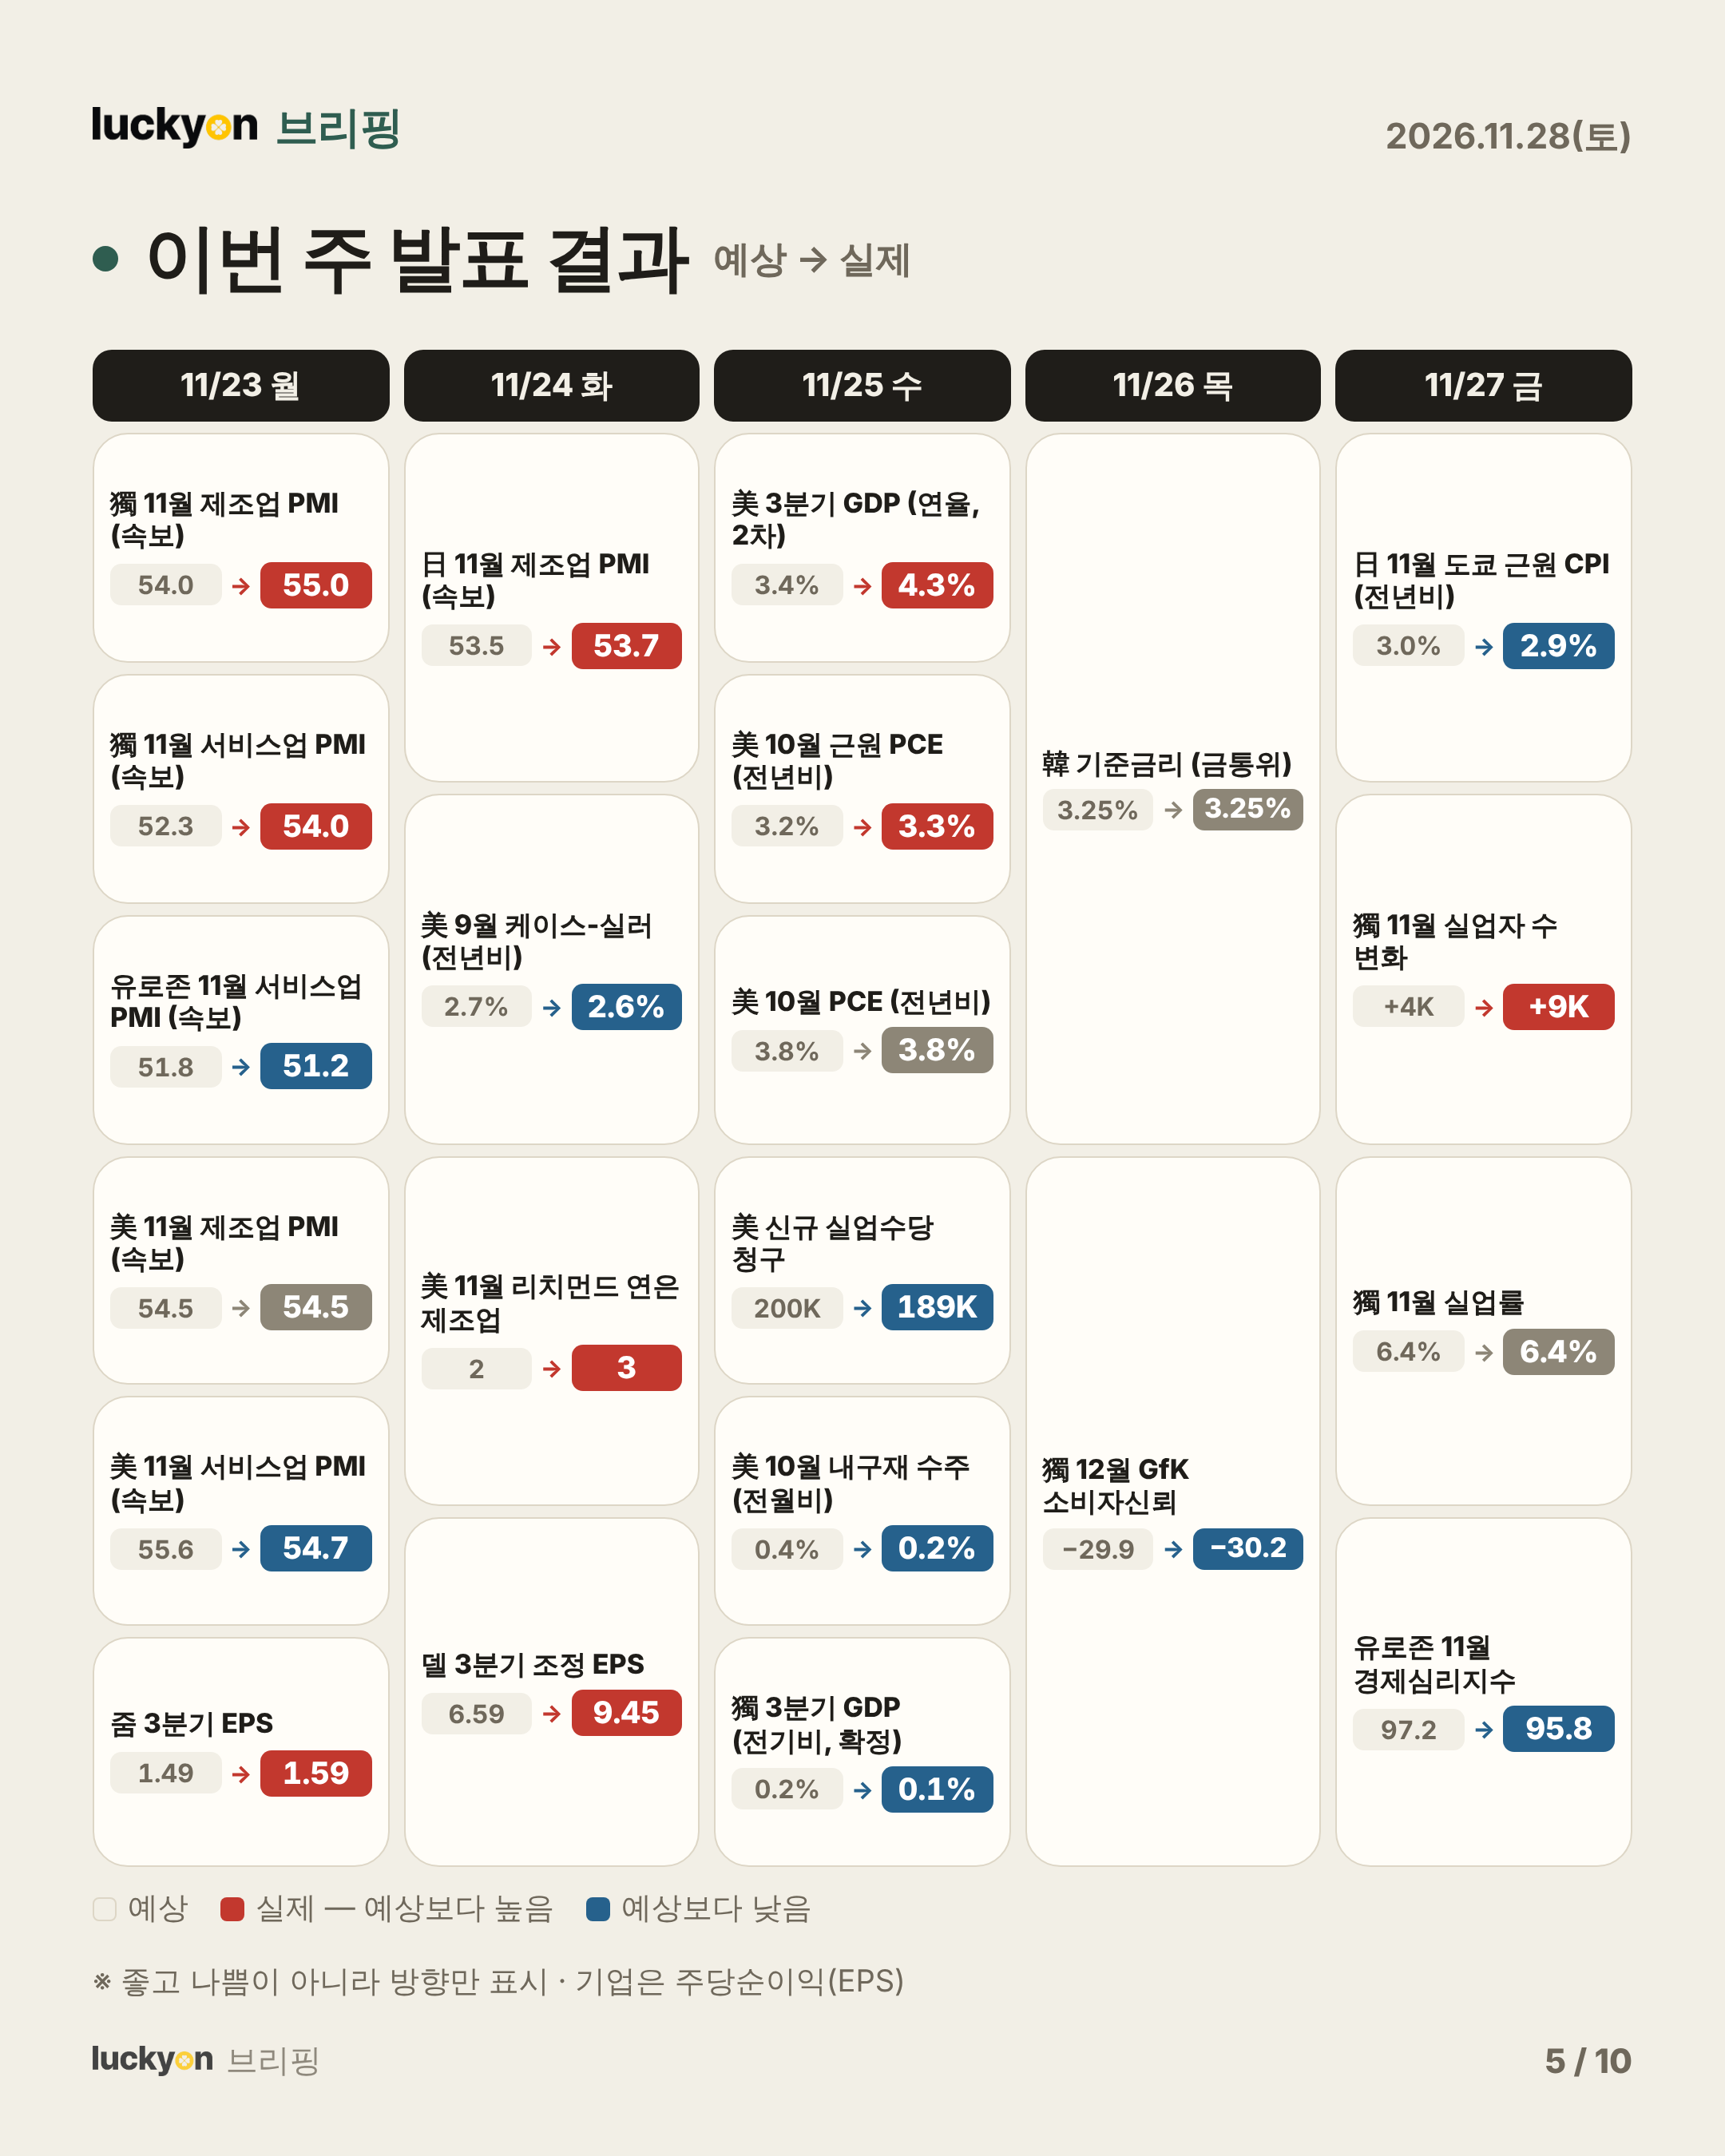 luckyon 브리핑
2026.11.28(토)
이번 주 발표 결과 예상 → 실제
11/23 월
獨 11월 제조업 PMI
(속보)
54.0 → 55.0
獨 11월 서비스업 PMI
(속보)
52.3 → 54.0
유로존 11월 서비스업
PMI (속보)
51.8 → 51.2
美 11월 제조업 PMI
(속보)
54.5 → 54.5
美 11월 서비스업 PMI
(속보)
55.6 → 54.7
줌 3분기 EPS
1.49 → 1.59
11/24 화
日 11월 제조업 PMI
(속보)
53.5 → 53.7
美 9월 케이스-실러
(전년비)
2.7% → 2.6%
美 11월 리치먼드 연은
제조업
2 → 3
델 3분기 조정 EPS
6.59 → 9.45
11/25 수
美 3분기 GDP (연율,
2차)
3.4% → 4.3%
美 10월 근원 PCE
(전년비)
3.2% → 3.3%
美 10월 PCE (전년비)
3.8% → 3.8%
美 신규 실업수당
청구
200K → 189K
美 10월 내구재 수주
(전월비)
0.4% → 0.2%
獨 3분기 GDP
(전기비, 확정)
0.2% → 0.1%
11/26 목
韓 기준금리 (금통위)
3.25% → 3.25%
獨 12월 GfK
소비자신뢰
−29.9 → −30.2
11/27 금
日 11월 도쿄 근원 CPI
(전년비)
3.0% → 2.9%
獨 11월 실업자 수
변화
+4K → +9K
獨 11월 실업률
6.4% → 6.4%
유로존 11월
경제심리지수
97.2 → 95.8
예상 실제 — 예상보다 높음 예상보다 낮음
※ 좋고 나쁨이 아니라 방향만 표시 · 기업은 주당순이익(EPS)
luckyon 브리핑
5 / 10